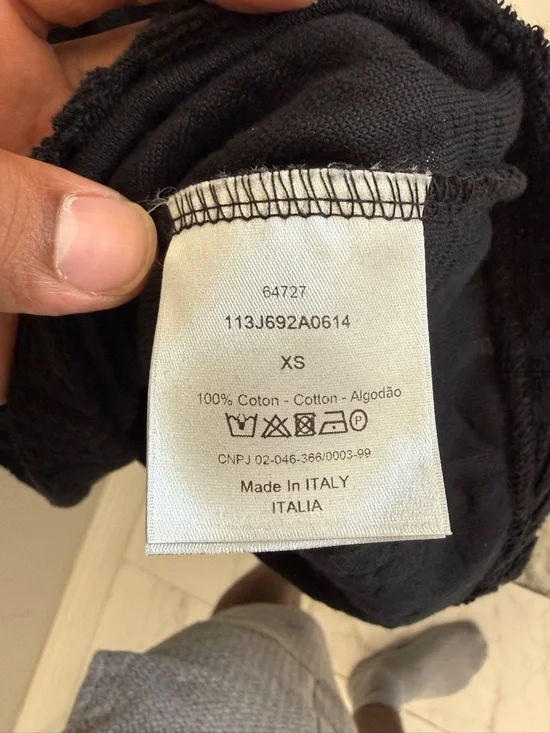 64727
113J692A0614
XS
100% Coton - Cotton - Algodão
P
CNPJ 02-046-366/0003-99
Made In ITALY
ITALIA